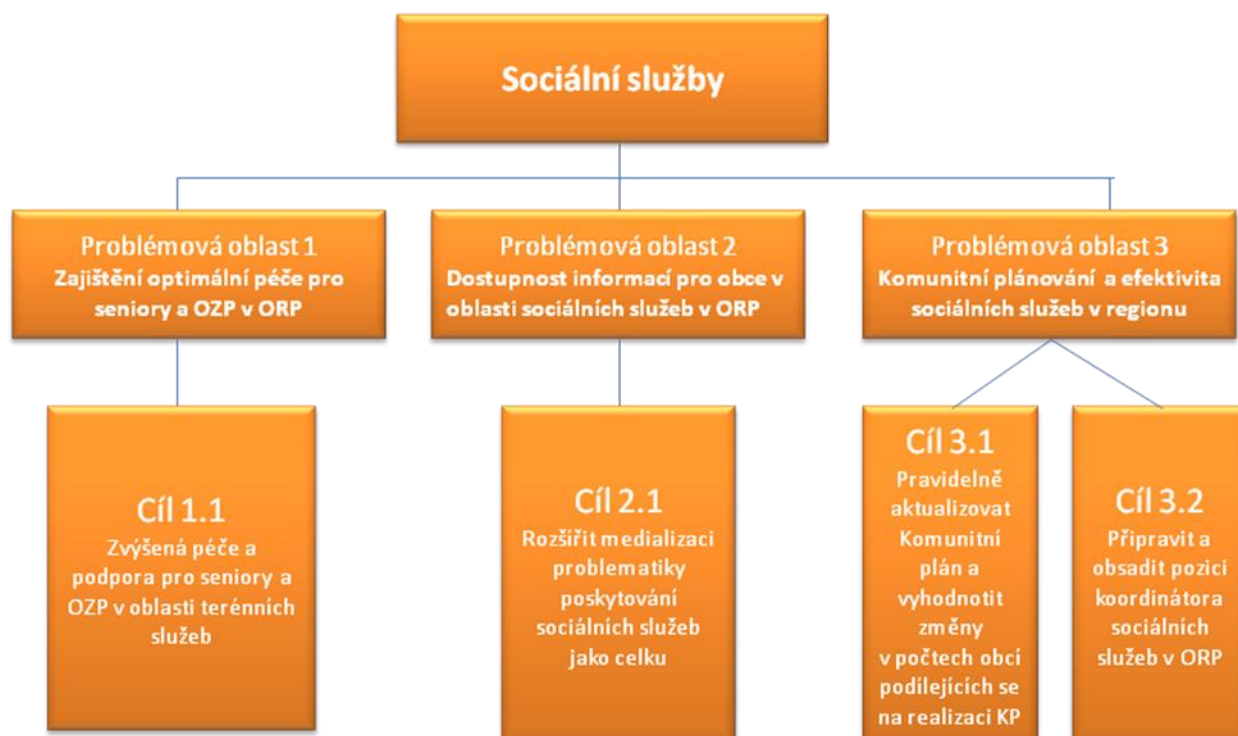 Sociální služby
Problémová oblast 1
Zajištění optimální péče pro
seniory a OZP v ORP
Problémová oblast 2
Dostupnost informací pro obce v
oblasti sociálních služeb v ORP
Problémová oblast 3
Komunitní plánování a efektivita
sociálních služeb v regionu
Cíl 1.1
Zvýšená péče a
podpora pro seniory a
OZP v oblasti terénních
služeb
Cíl 2.1
Rozšířit medializaci
problematiky
poskytování
sociálních služeb
jako celku
Cíl 3.1
Pravidelně
aktualizovat
Komunitní
plán a
vyhodnotit
změny
v počtech obcí
podílejících se
na realizaci KP
Cíl 3.2
Připravit a
obsadit pozici
koordinátora
sociálních
služeb v ORP